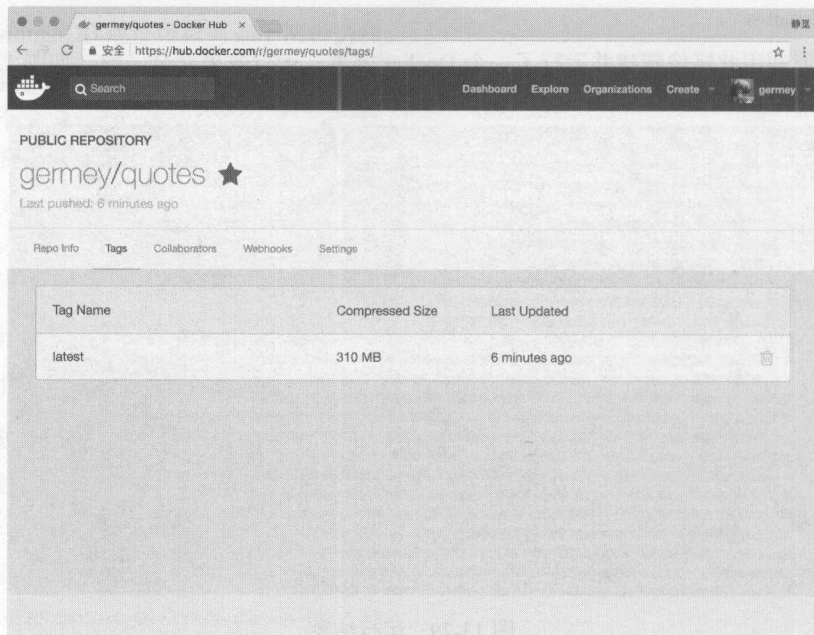 germey/quotes - Docker Hub ×
静觅
安全 https://hub.docker.com/r/germey/quotes/tags/
Search Dashboard Explore Organizations Create germey
PUBLIC REPOSITORY
germey/quotes
Last pushed: 6 minutes ago
Repo Info Tags Collaborators Webhooks Settings
Tag Name Compressed Size Last Updated
latest 310 MB 6 minutes ago